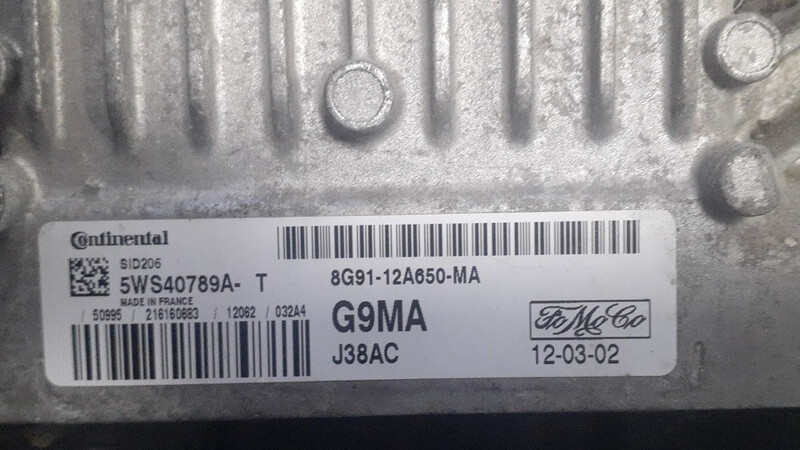 Continental
SID206
5WS40789A- T
MADE IN FRANCE
/ 50995 / 216160683 / 12062 / 032A4
8G91-12A650-MA
G9MA
J38AC
FoMoCo
12-03-02